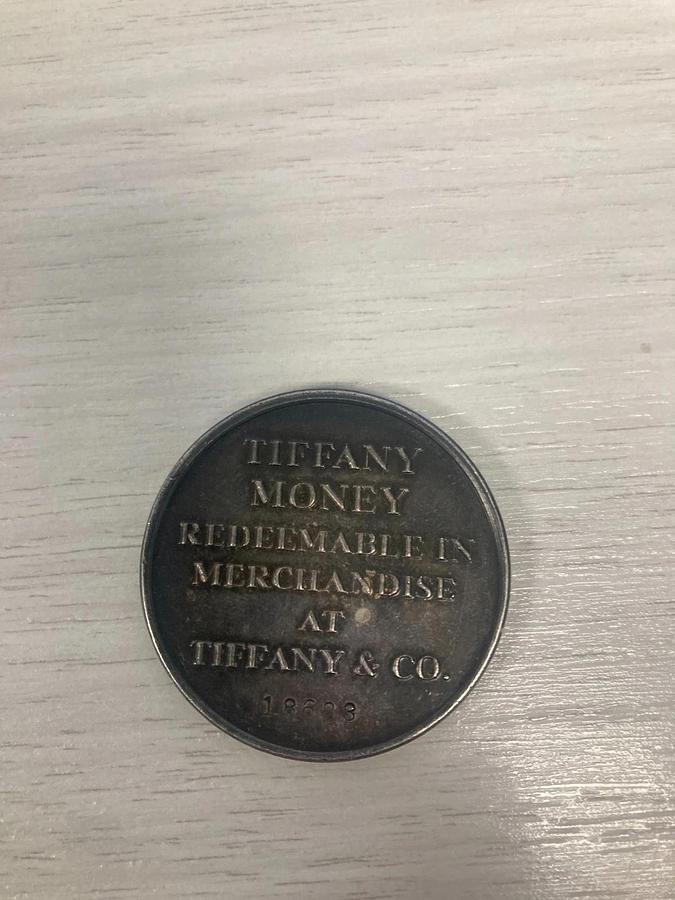 TIFFANY
MONEY
REDEEMABLE IN
MERCHANDISE
AT
TIFFANY & CO.